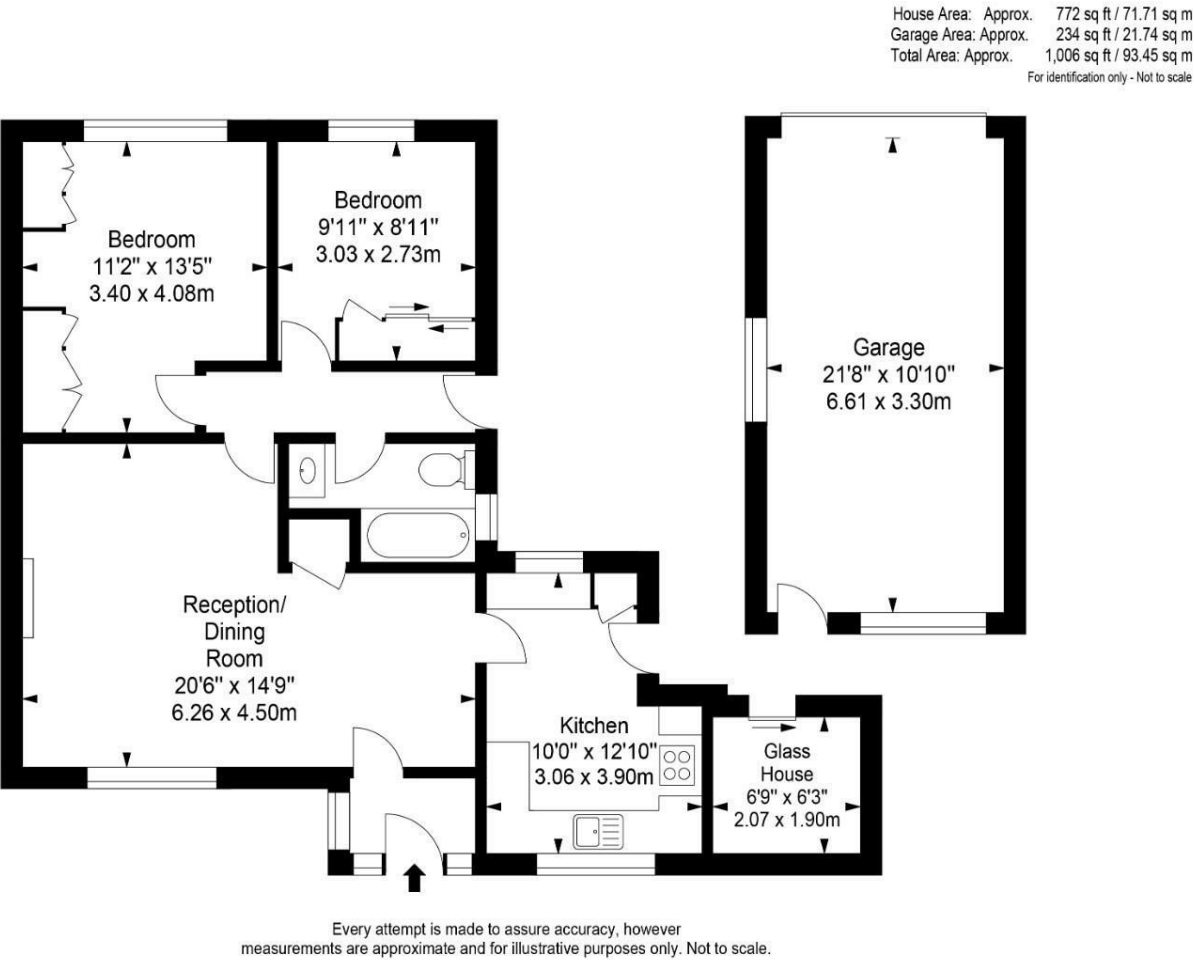 House Area: Approx. 772 sq ft / 71.71 sq m
Garage Area: Approx. 234 sq ft / 21.74 sq m
Total Area: Approx. 1,006 sq ft / 93.45 sq m
For identification only - Not to scale
Bedroom
11'2" x 13'5"
3.40 x 4.08m
Bedroom
9'11" x 8'11"
3.03 x 2.73m
Garage
21'8" x 10'10"
6.61 x 3.30m
Reception/
Dining
Room
20'6" x 14'9"
6.26 x 4.50m
Kitchen
10'0" x 12'10"
3.06 x 3.90m
Glass
House
6'9" x 6'3"
2.07 x 1.90m
Every attempt is made to assure accuracy, however
measurements are approximate and for illustrative purposes only. Not to scale.